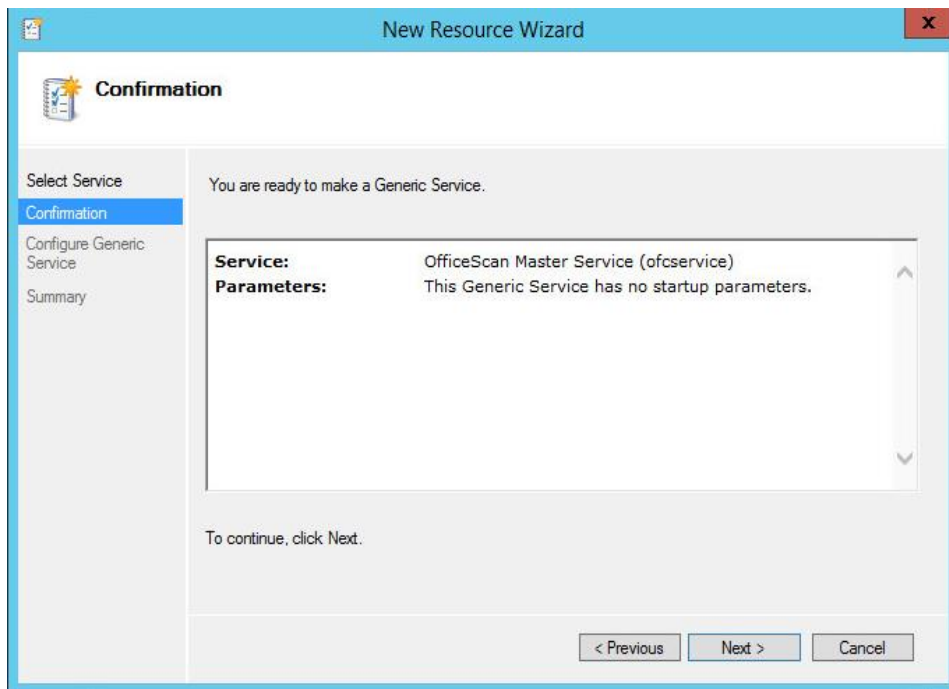 New Resource Wizard
x
Confirmation
Select Service
Confirmation
Configure Generic
Service
Summary
You are ready to make a Generic Service.
Service: OfficeScan Master Service (ofcservice)
Parameters: This Generic Service has no startup parameters.
To continue, click Next.
< Previous Next > Cancel